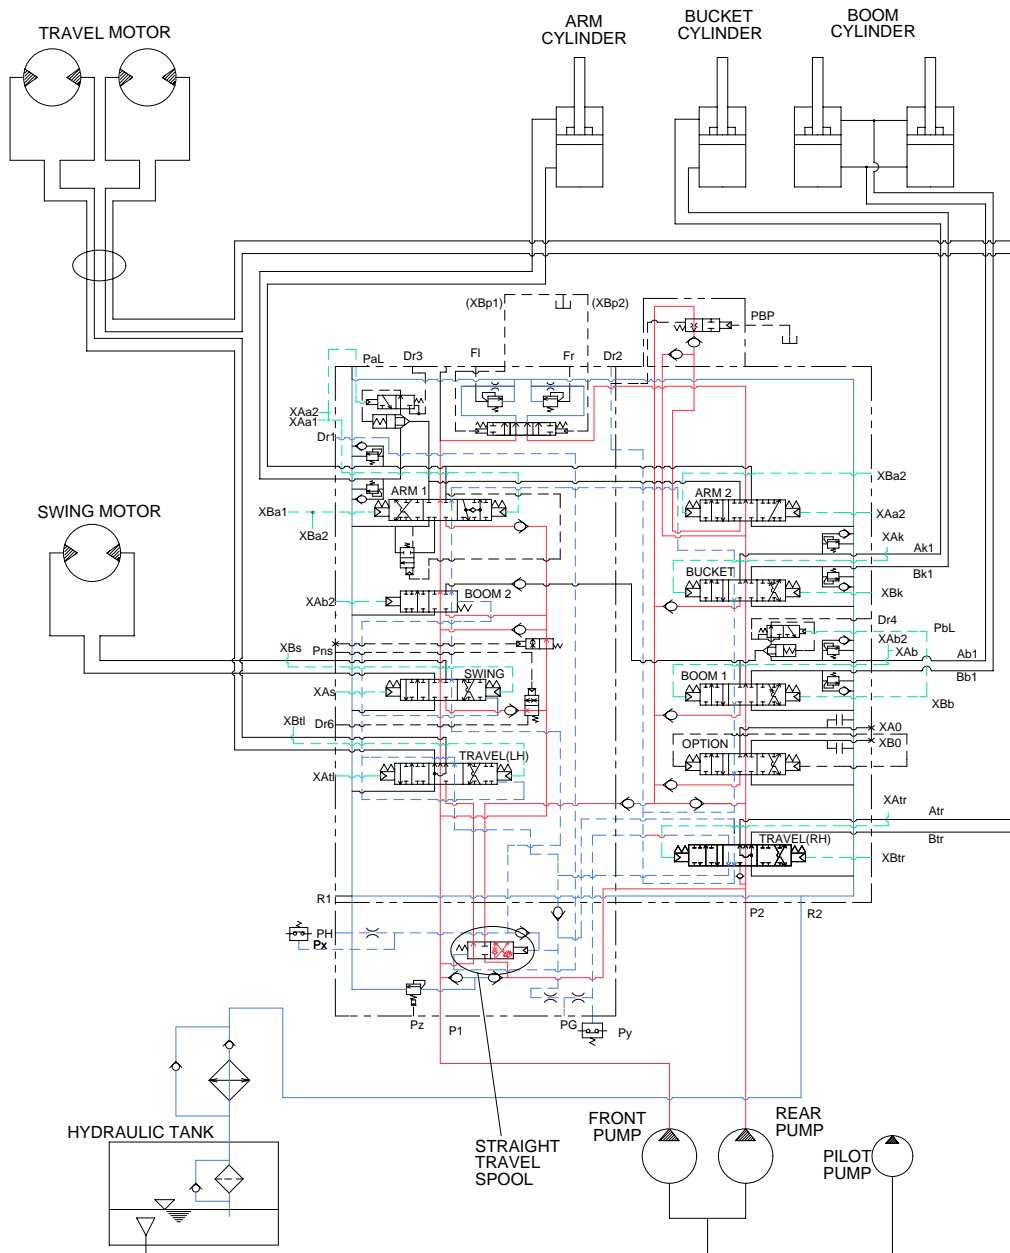 ARM
CYLINDER
BUCKET
CYLINDER
BOOM
CYLINDER
TRAVEL MOTOR
(XBp1)
(XBp2)
PBP
PaL
Dr3
Fl
Fr
Dr2
XAa2
XAa1
Dr1
XBa2
ARM 1
ARM 2
SWING MOTOR
XBa1
XAa2
XBa2
XAk
Ak1
BUCKET
Bk1
XAb2
BOOM 2
XBk
Dr4
PbL
XAb2
XAb
Ab1
Pns
XBs
SWING
BOOM 1
Bb1
XAs
XBb
XBtl
Dr6
XA0
OPTION
XB0
TRAVEL(LH)
XAtl
XAtr
Atr
TRAVEL(RH)
Btr
XBtr
R1
P2
R2
PH
Px
Pz
P1
PG
Py
FRONT
PUMP
REAR
PUMP
HYDRAULIC TANK
STRAIGHT
TRAVEL
SPOOL
PILOT
PUMP